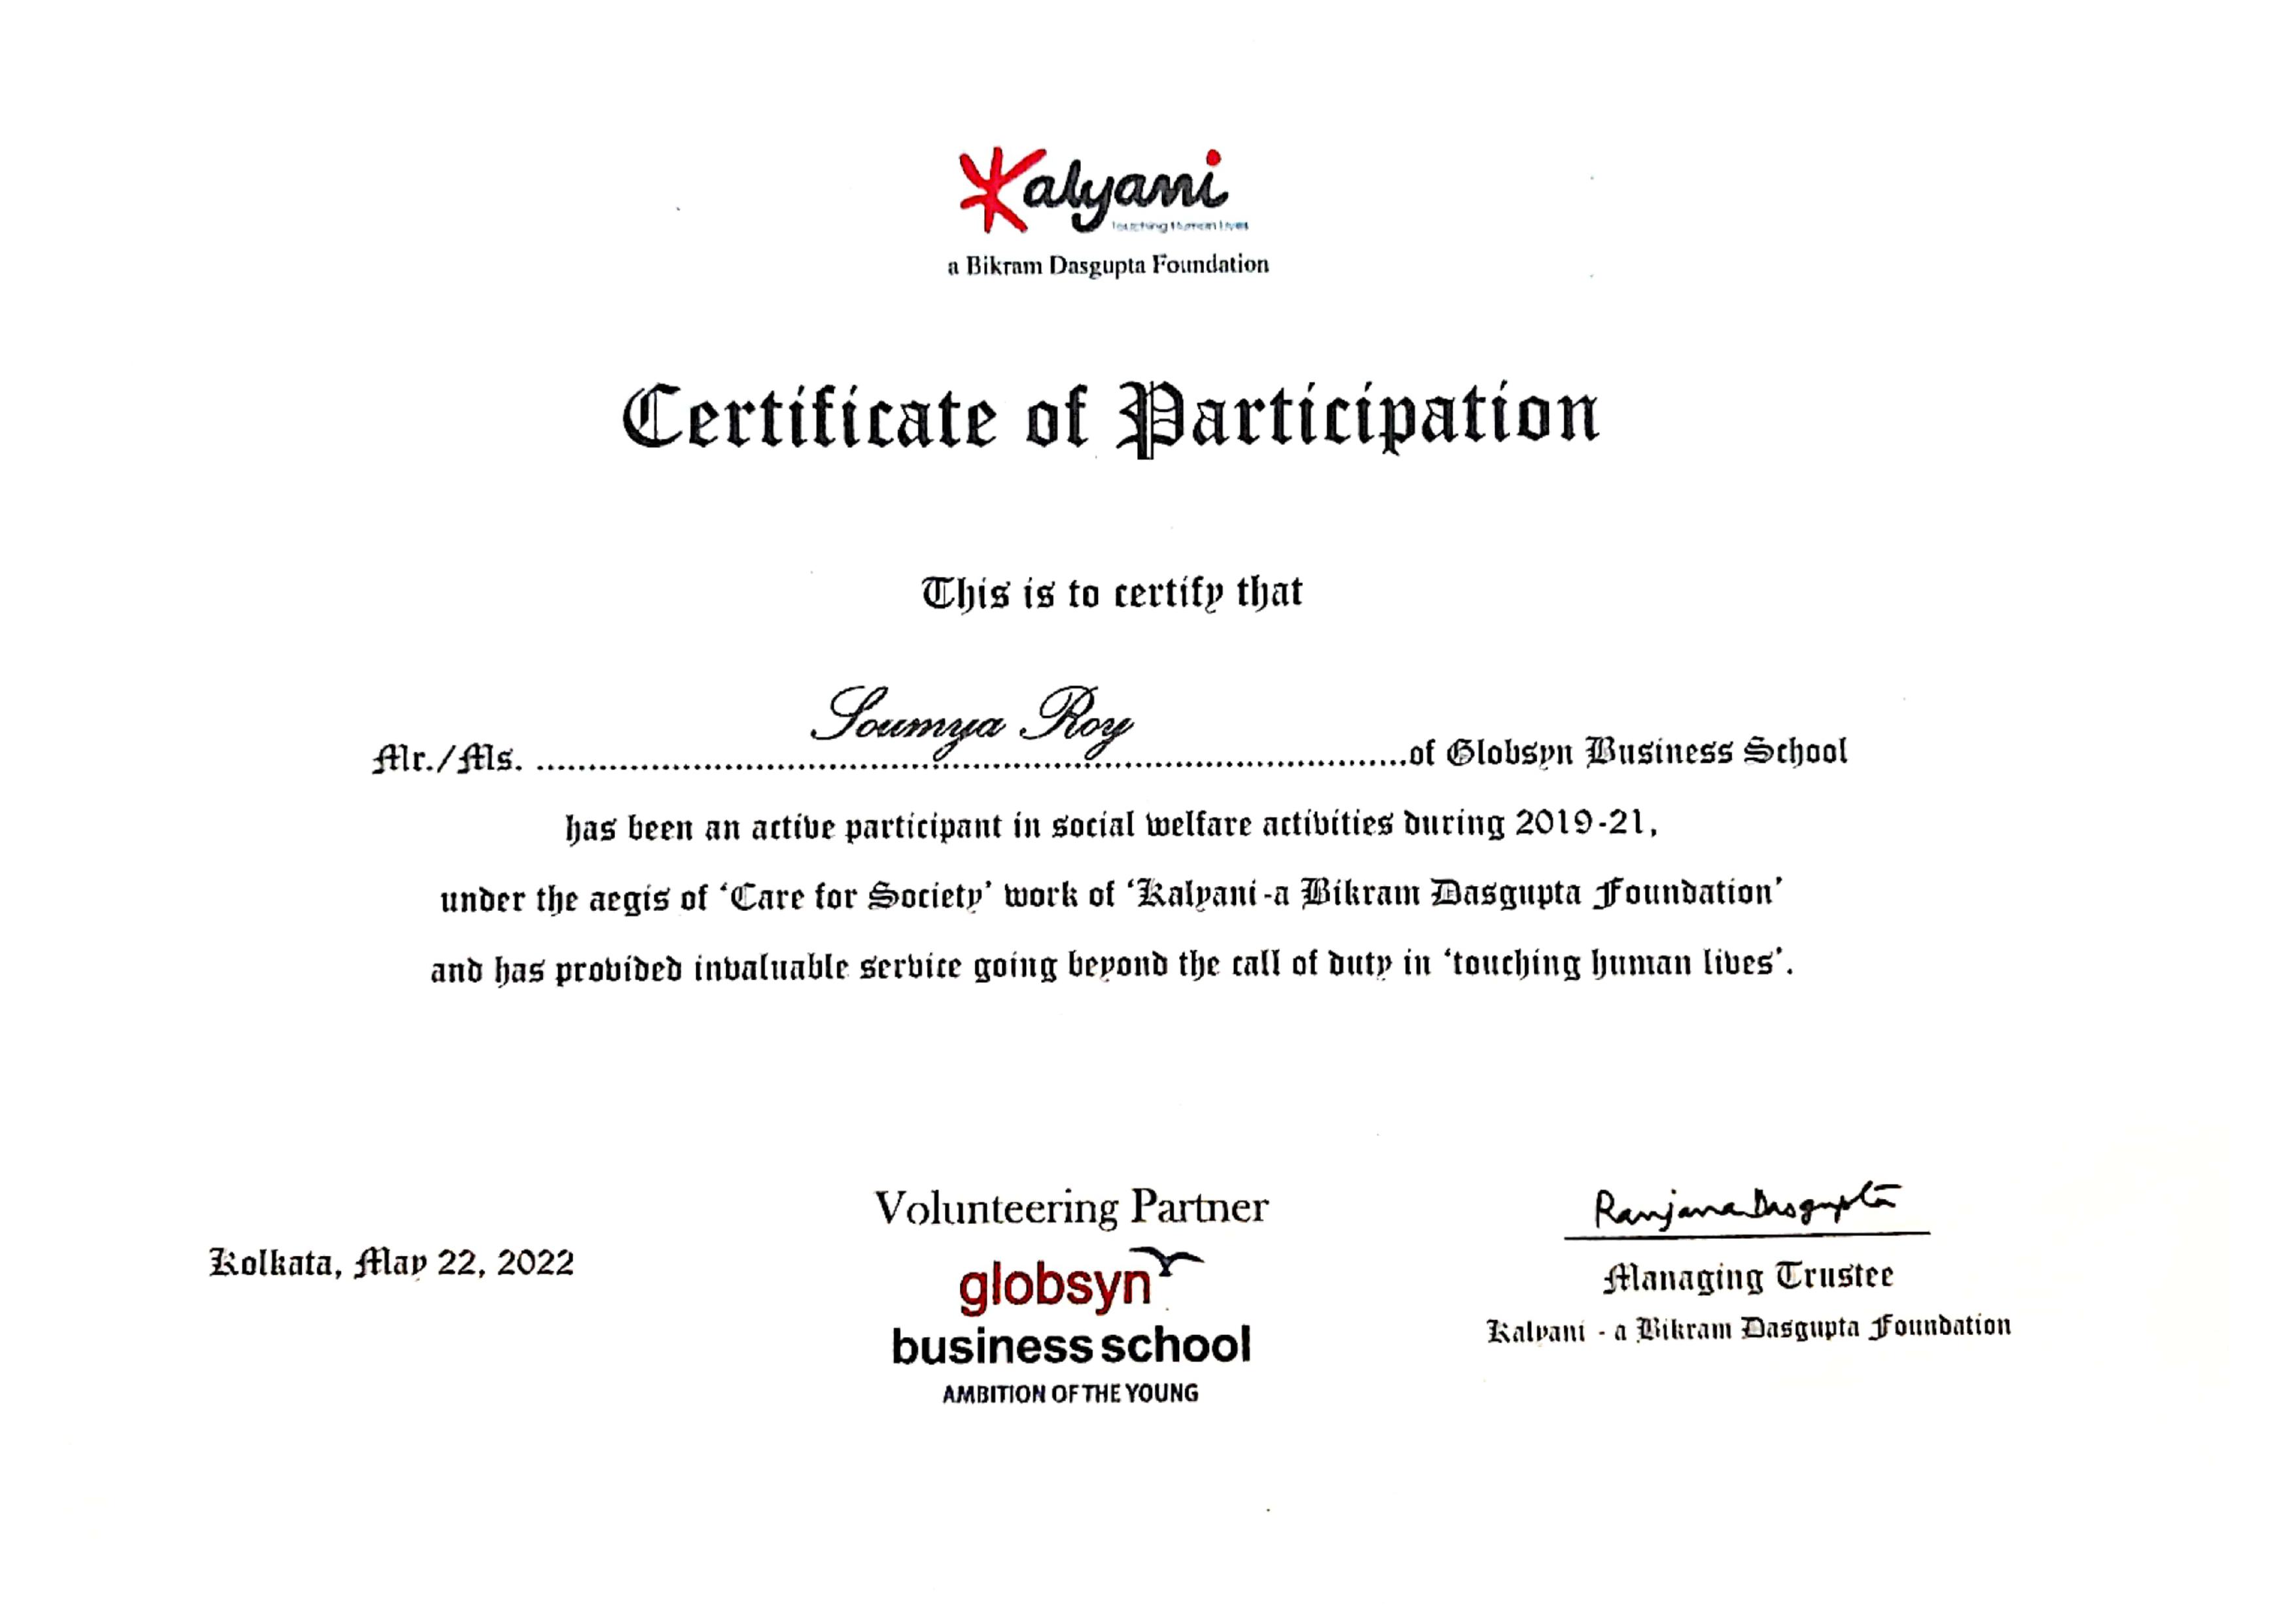 Kalyani
Touching Human Lives
a Bikram Dasgupta Foundation
Certificate of Participation
This is to certify that
Soumya Roy
Mr./Ms. ..........................................................................................of Globsyn Business School
has been an active participant in social welfare activities during 2019-21,
under the aegis of ‘Care for Society’ work of ‘Kalyani-a Bikram Dasgupta Foundation’
and has provided invaluable service going beyond the call of duty in ‘touching human lives’.
Kolkata, May 22, 2022
Volunteering Partner
globsyn
business school
AMBITION OF THE YOUNG
Ranjana Dasgupta
Managing Trustee
Kalyani - a Bikram Dasgupta Foundation